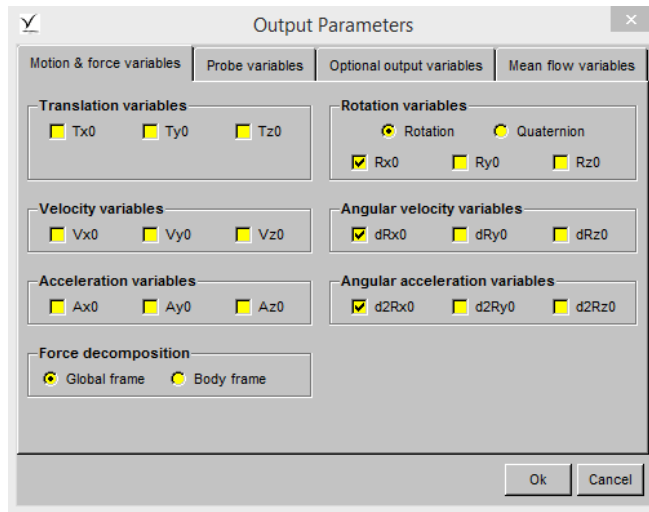 Output Parameters
Motion & force variables Probe variables Optional output variables Mean flow variables
Translation variables
Tx0 Ty0 Tz0
Rotation variables
Rotation Quaternion
Rx0 Ry0 Rz0
Velocity variables
Vx0 Vy0 Vz0
Angular velocity variables
dRx0 dRy0 dRz0
Acceleration variables
Ax0 Ay0 Az0
Angular acceleration variables
d2Rx0 d2Ry0 d2Rz0
Force decomposition
Global frame Body frame
Ok Cancel